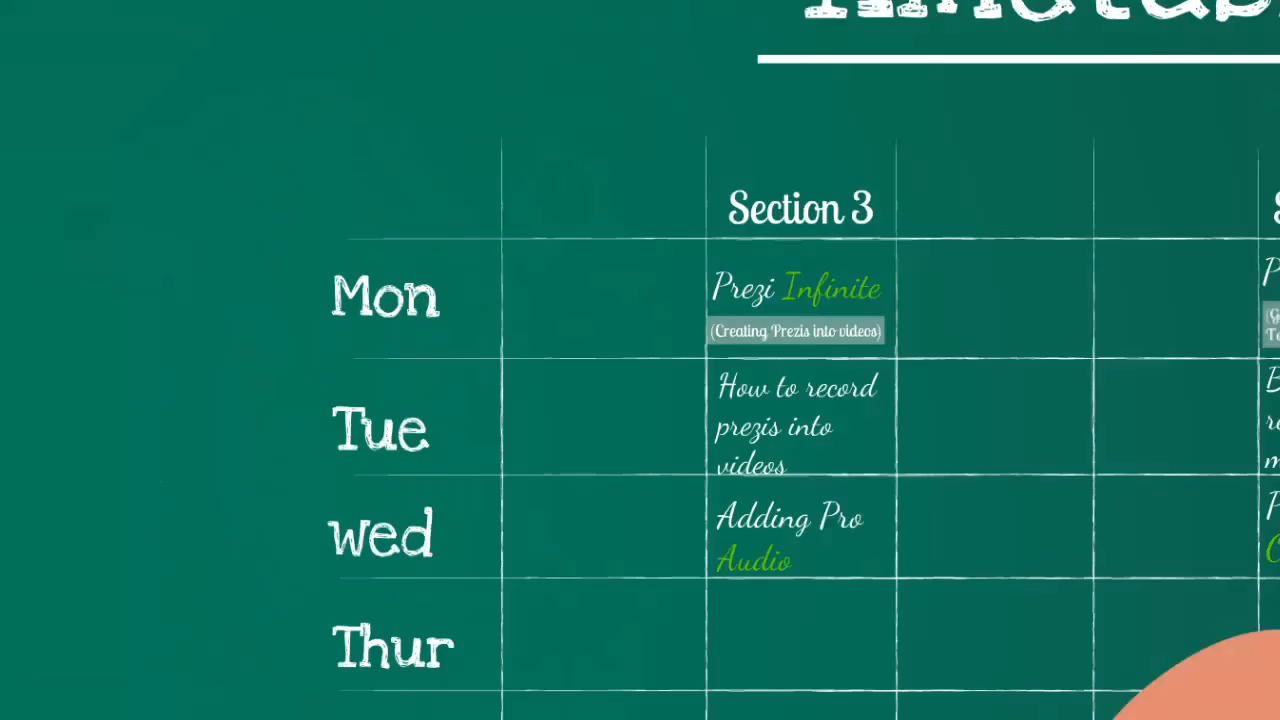 Section 3
Mon
Prezi Infinite
(Creating Prezis into videos)
Tue
How to record
prezis into
videos
wed
Adding Pro
Audio
Thur